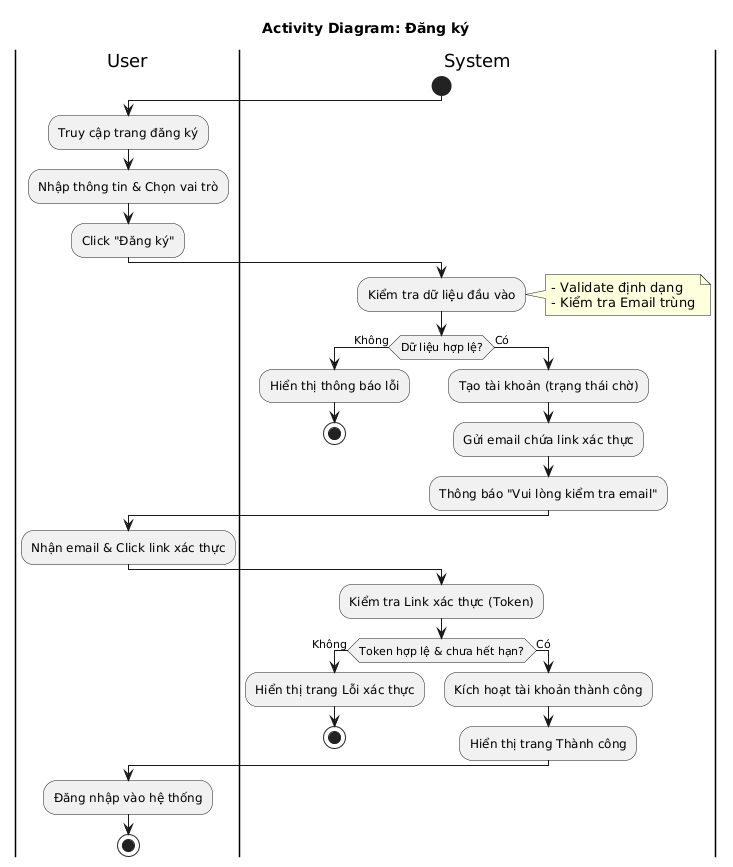 Activity Diagram: Đăng ký
User
System
Truy cập trang đăng ký
Nhập thông tin & Chọn vai trò
Click "Đăng ký"
Kiểm tra dữ liệu đầu vào
- Validate định dạng
- Kiểm tra Email trùng
Dữ liệu hợp lệ?
Không
Có
Hiển thị thông báo lỗi
Tạo tài khoản (trạng thái chờ)
Gửi email chứa link xác thực
Thông báo "Vui lòng kiểm tra email"
Nhận email & Click link xác thực
Kiểm tra Link xác thực (Token)
Token hợp lệ & chưa hết hạn?
Không
Có
Hiển thị trang Lỗi xác thực
Kích hoạt tài khoản thành công
Hiển thị trang Thành công
Đăng nhập vào hệ thống